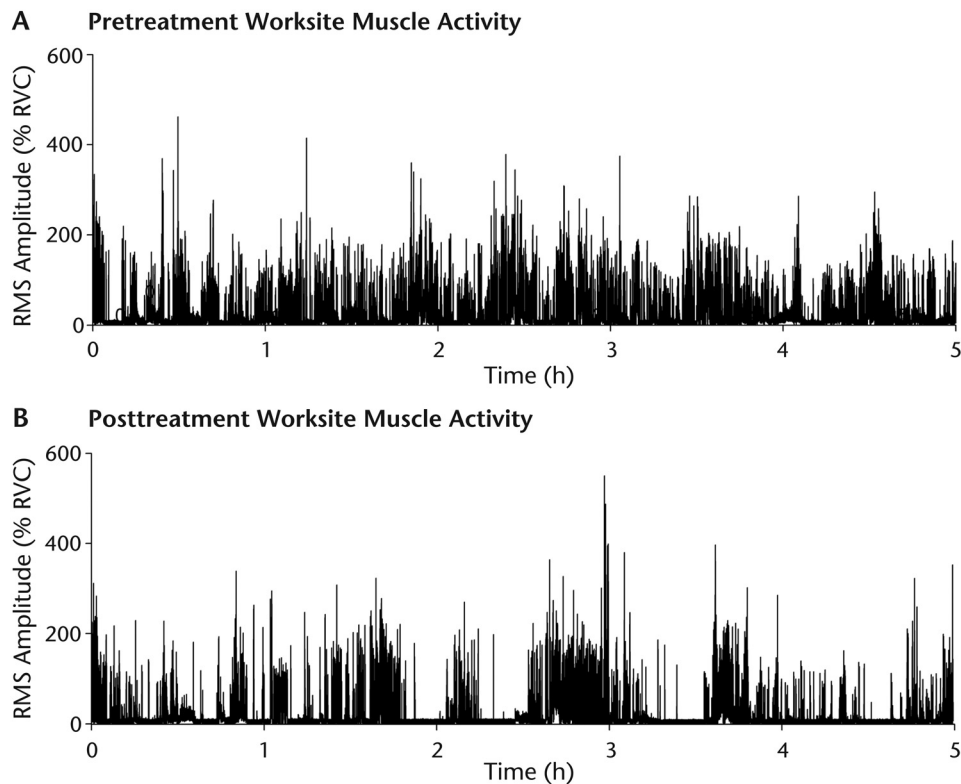 A Pretreatment Worksite Muscle Activity
600
400
200
0
RMS Amplitude (% RVC)
0 1 2 3 4 5
Time (h)
B Posttreatment Worksite Muscle Activity
600
400
200
0
RMS Amplitude (% RVC)
0 1 2 3 4 5
Time (h)